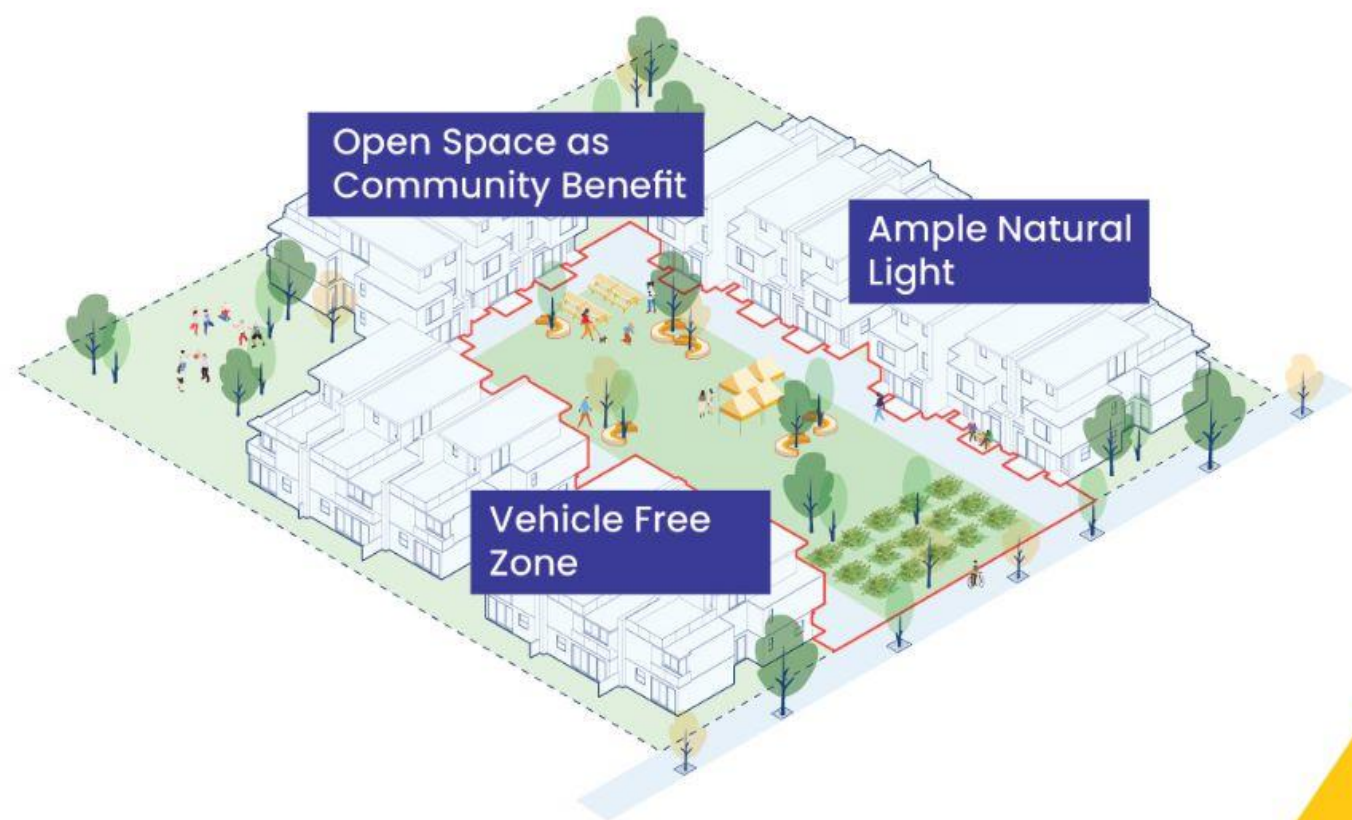 Open Space as
Community Benefit
Ample Natural
Light
Vehicle Free
Zone